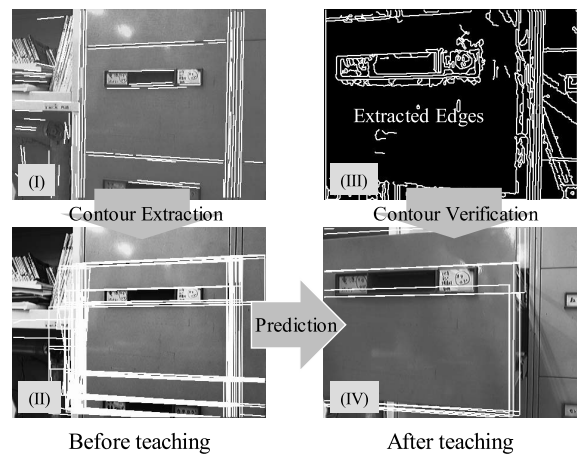 Extracted Edges
(I)
(III)
Contour Extraction
Contour Verification
Prediction
(II)
(IV)
Before teaching
After teaching